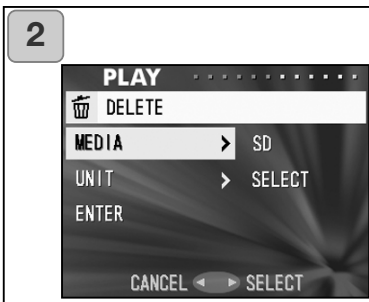 2
PLAY
DELETE
MEDIA > SD
UNIT > SELECT
ENTER
CANCEL ◄ ► SELECT